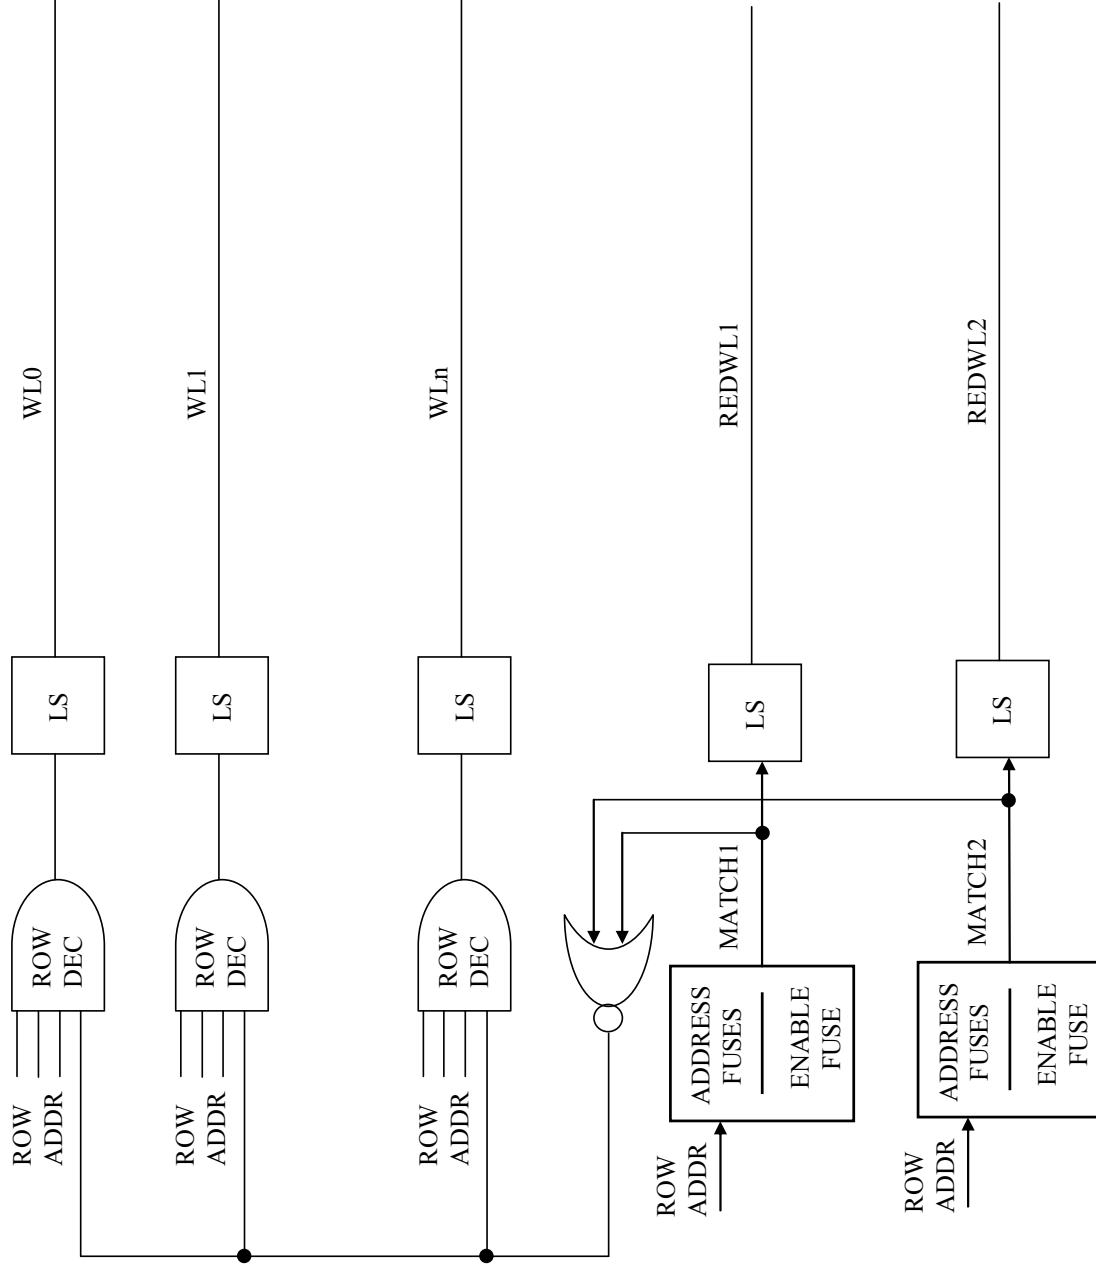 ROW
ADDR
ROW
DEC
LS
WL0
ROW
ADDR
ROW
DEC
LS
WL1
ROW
ADDR
ROW
DEC
LS
WLn
ROW
ADDR
ADDRESS
FUSES
ENABLE
FUSE
MATCH1
LS
REDWL1
ROW
ADDR
ADDRESS
FUSES
ENABLE
FUSE
MATCH2
LS
REDWL2